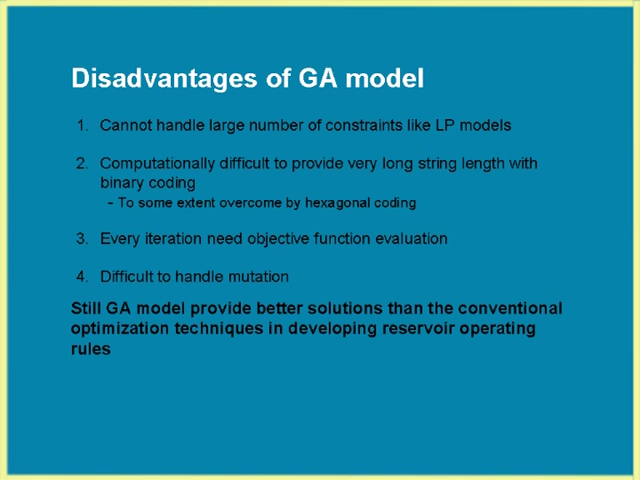 Disadvantages of GA model
1. Cannot handle large number of constraints like LP models
2. Computationally difficult to provide very long string length with
binary coding
- To some extent overcome by hexagonal coding
3. Every iteration need objective function evaluation
4. Difficult to handle mutation
Still GA model provide better solutions than the conventional
optimization techniques in developing reservoir operating
rules